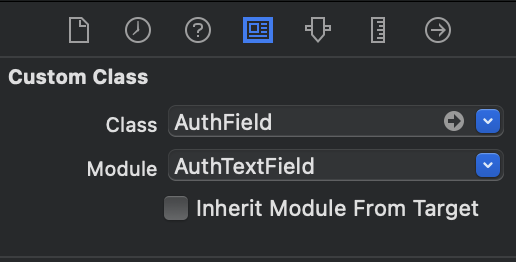 Custom Class
Class AuthField
Module AuthTextField
Inherit Module From Target